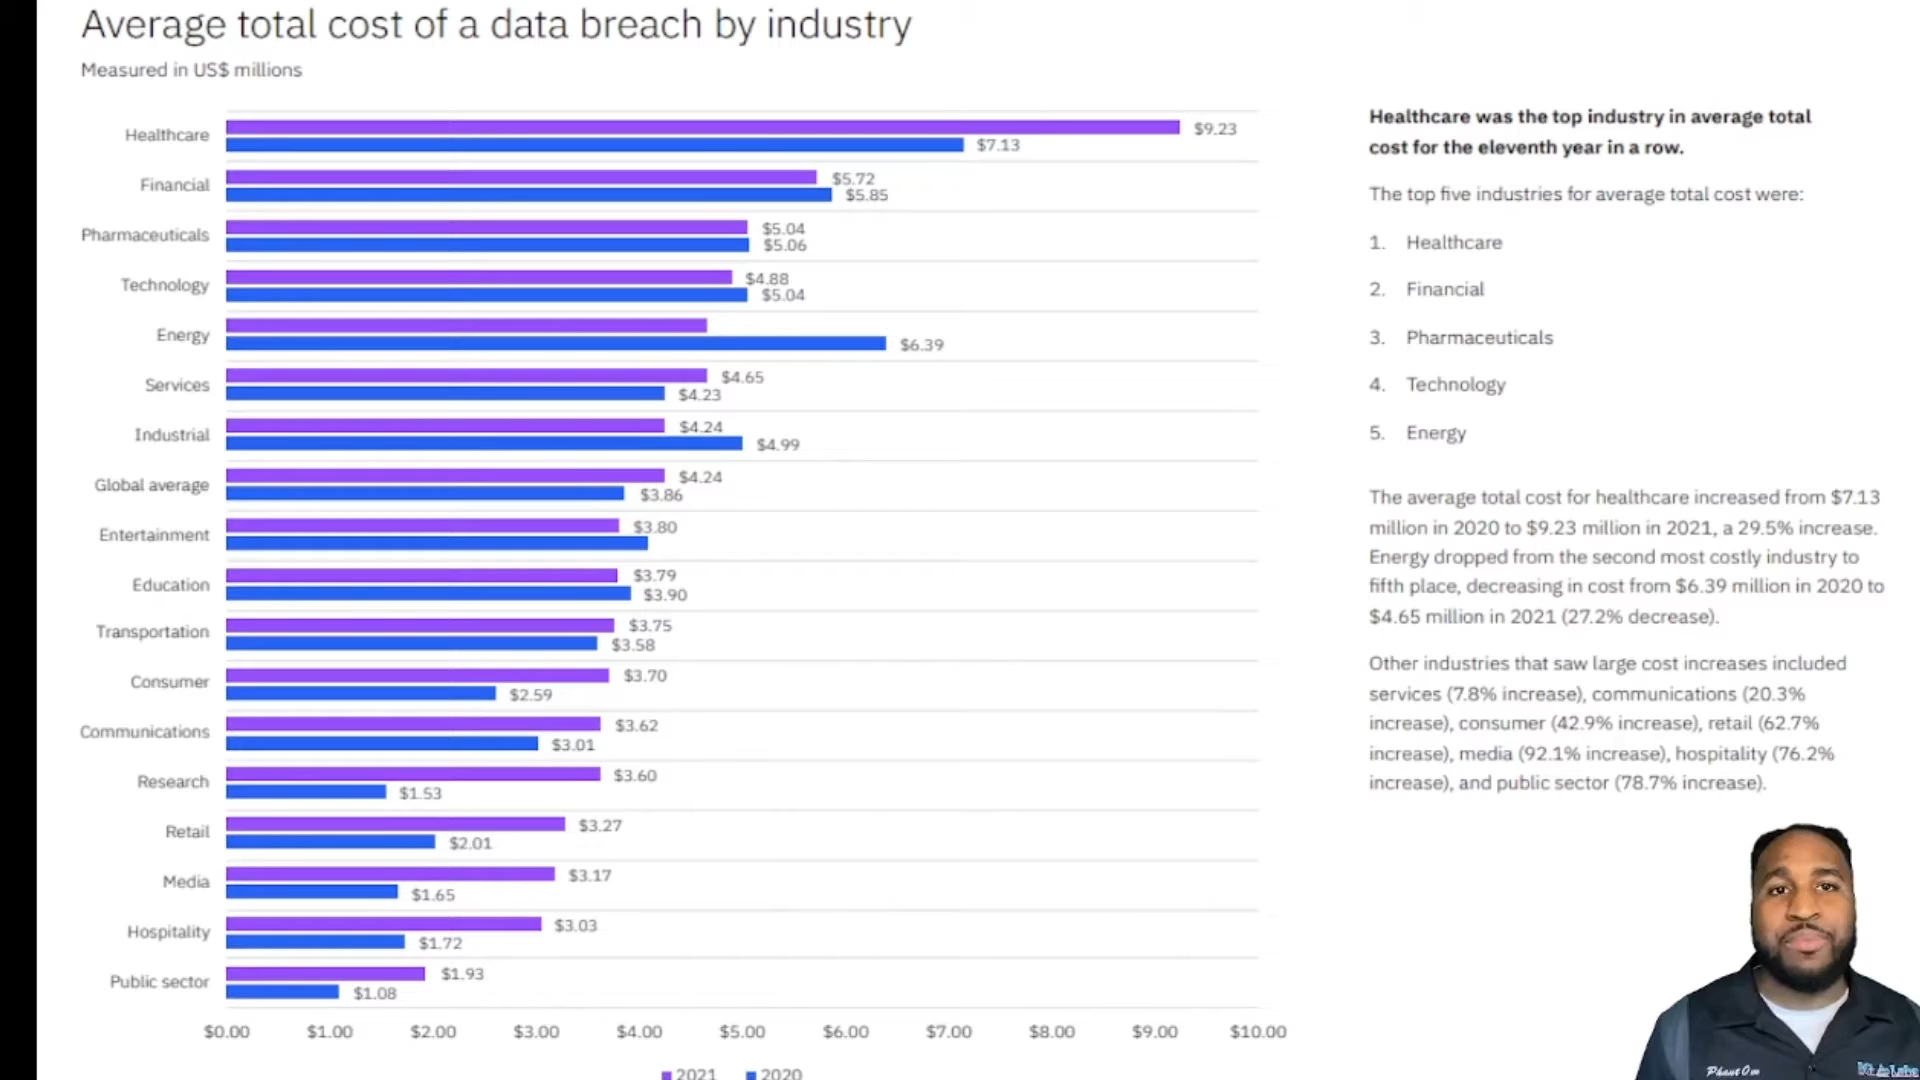 Average total cost of a data breach by industry
Measured in US$ millions
Healthcare
$9.23
$7.13
Financial
$5.72
$5.85
Pharmaceuticals
$5.04
$5.06
Technology
$4.88
$5.04
Energy
$6.39
Services
$4.65
$4.23
Industrial
$4.24
$4.99
Global average
$4.24
$3.86
Entertainment
$3.80
Education
$3.79
$3.90
Transportation
$3.75
$3.58
Consumer
$3.70
$2.59
Communications
$3.62
$3.01
Research
$3.60
$1.53
Retail
$3.27
$2.01
Media
$3.17
$1.65
Hospitality
$3.03
$1.72
Public sector
$1.93
$1.08
$0.00 $1.00 $2.00 $3.00 $4.00 $5.00 $6.00 $7.00 $8.00 $9.00 $10.00
2021 2020
Healthcare was the top industry in average total
cost for the eleventh year in a row.
The top five industries for average total cost were:
1. Healthcare
2. Financial
3. Pharmaceuticals
4. Technology
5. Energy
The average total cost for healthcare increased from $7.13
million in 2020 to $9.23 million in 2021, a 29.5% increase.
Energy dropped from the second most costly industry to
fifth place, decreasing in cost from $6.39 million in 2020 to
$4.65 million in 2021 (27.2% decrease).
Other industries that saw large cost increases included
services (7.8% increase), communications (20.3%
increase), consumer (42.9% increase), retail (62.7%
increase), media (92.1% increase), hospitality (76.2%
increase), and public sector (78.7% increase).